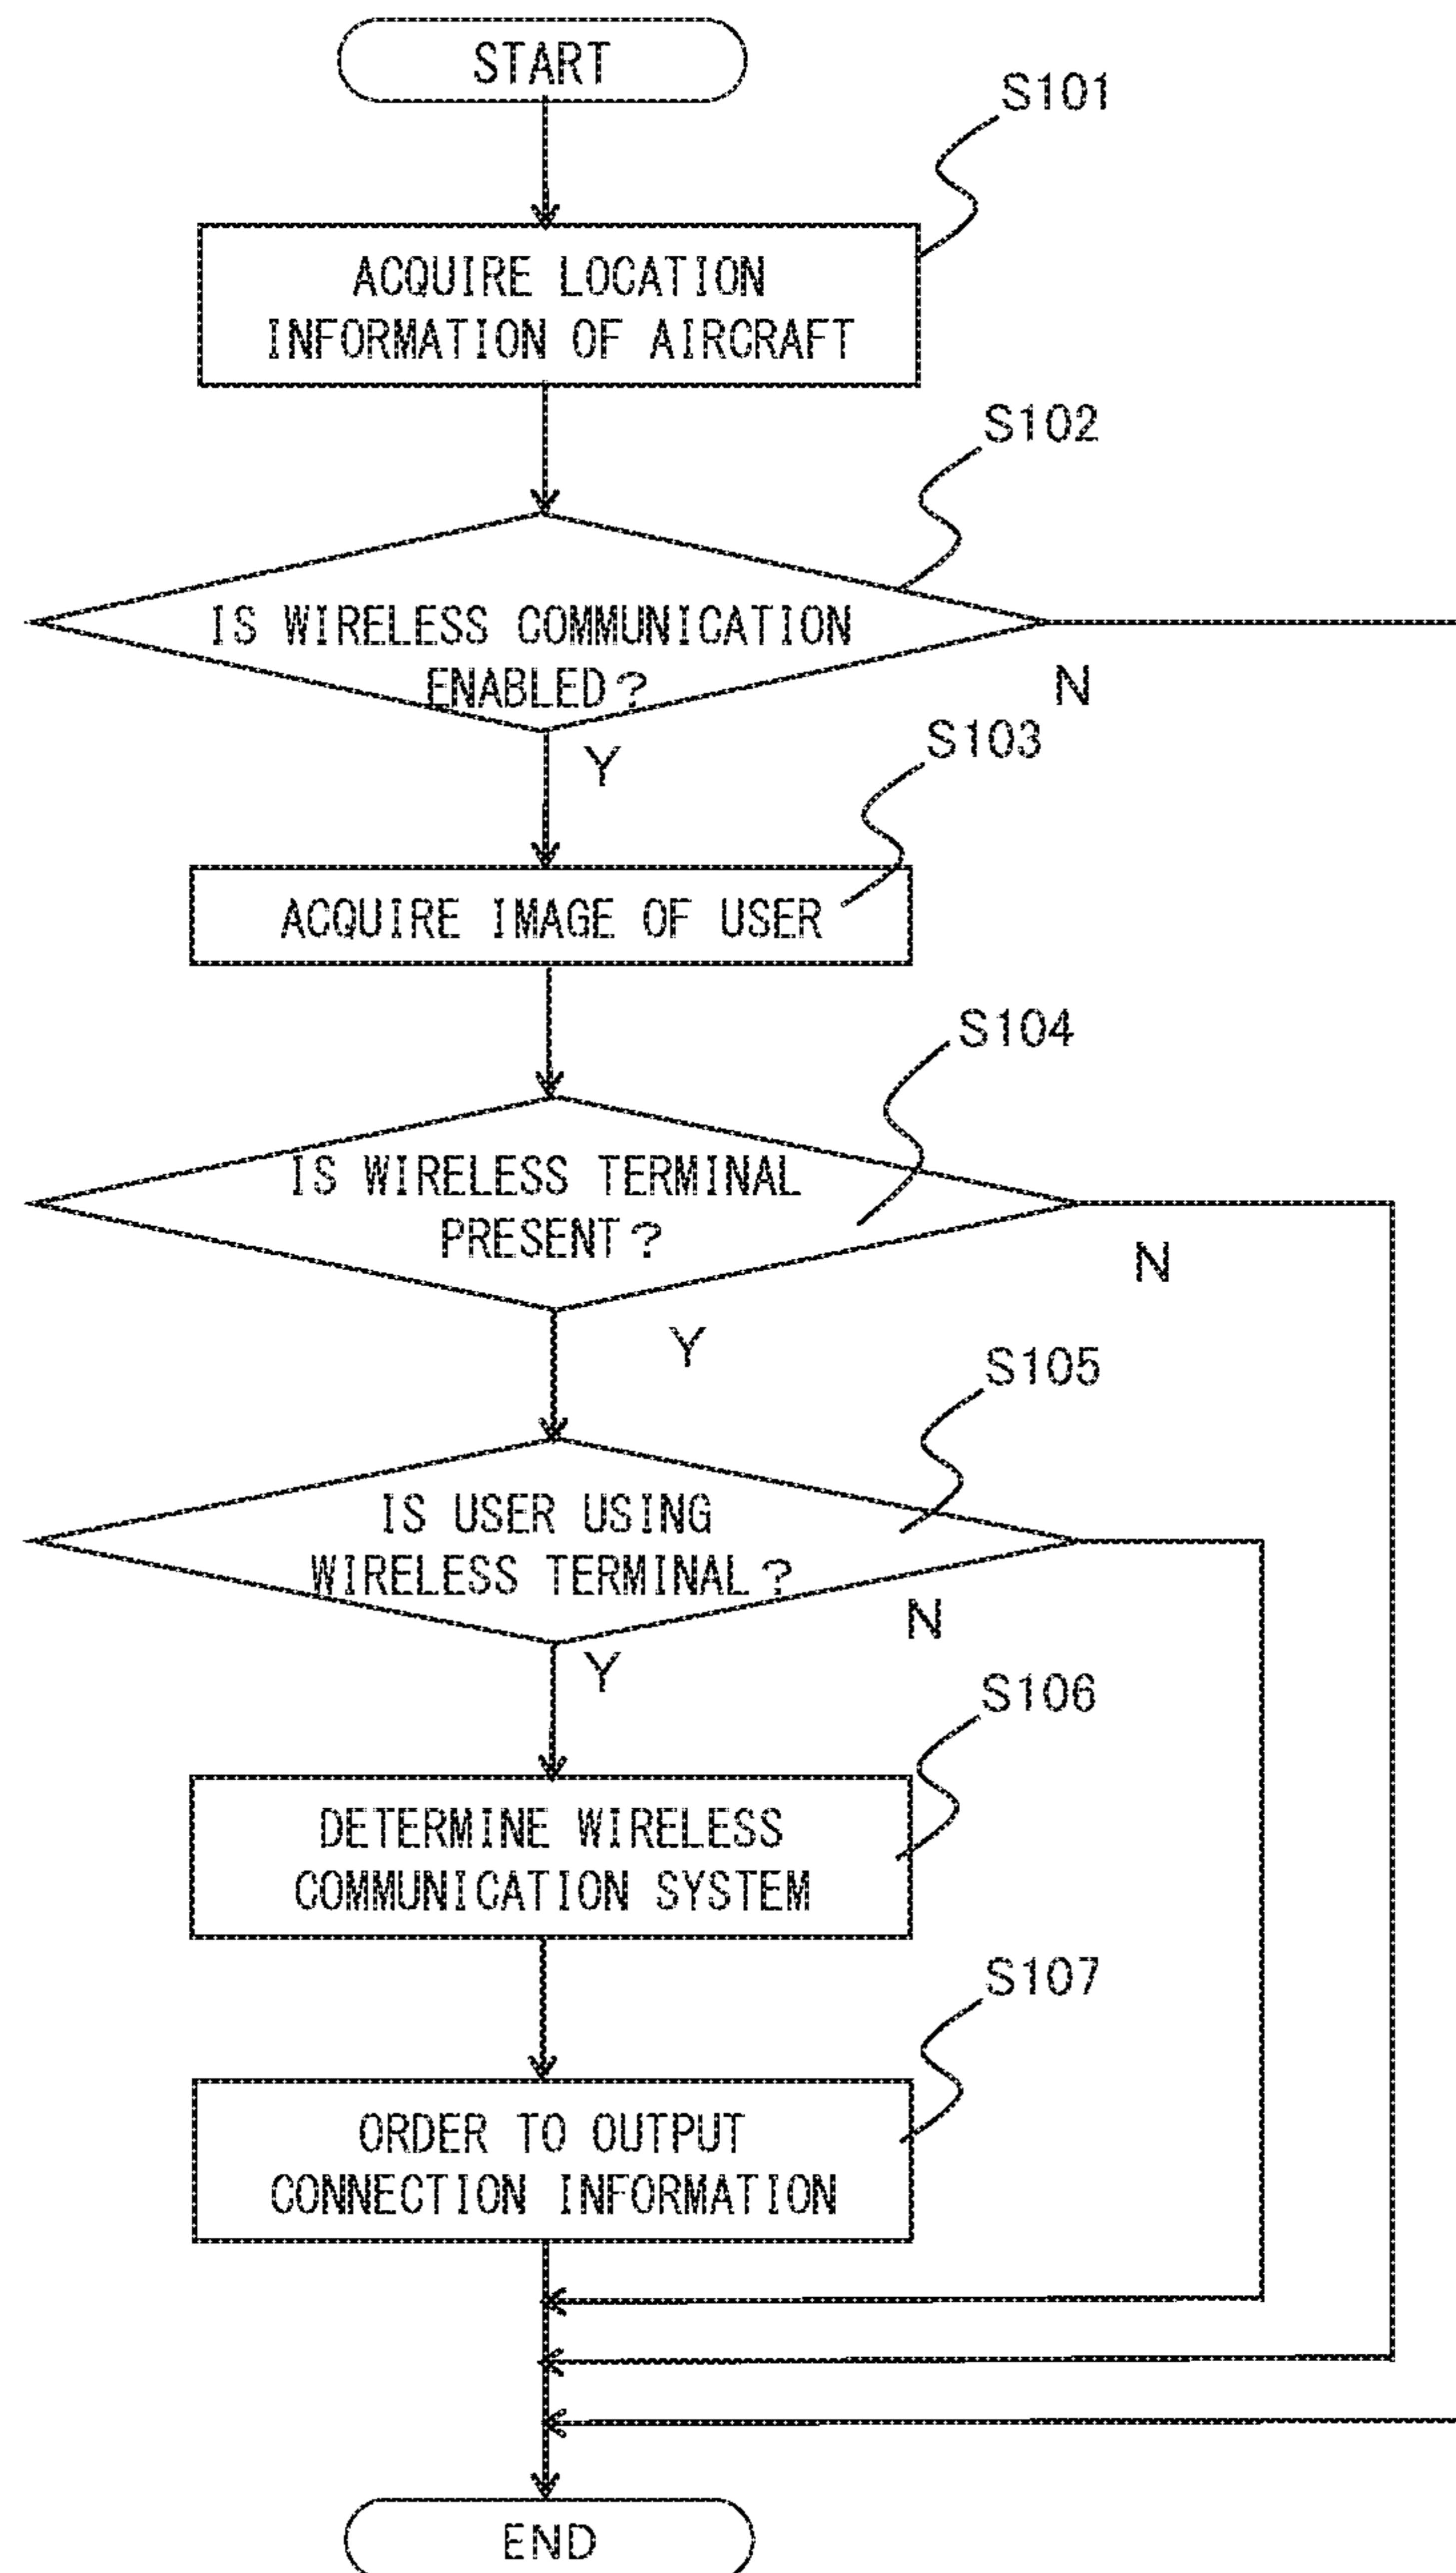 START
S101
ACQUIRE LOCATION
INFORMATION OF AIRCRAFT
S102
IS WIRELESS COMMUNICATION
ENABLED?
N
Y
S103
ACQUIRE IMAGE OF USER
S104
IS WIRELESS TERMINAL
PRESENT?
N
Y
S105
IS USER USING
WIRELESS TERMINAL?
N
Y
S106
DETERMINE WIRELESS
COMMUNICATION SYSTEM
S107
ORDER TO OUTPUT
CONNECTION INFORMATION
END